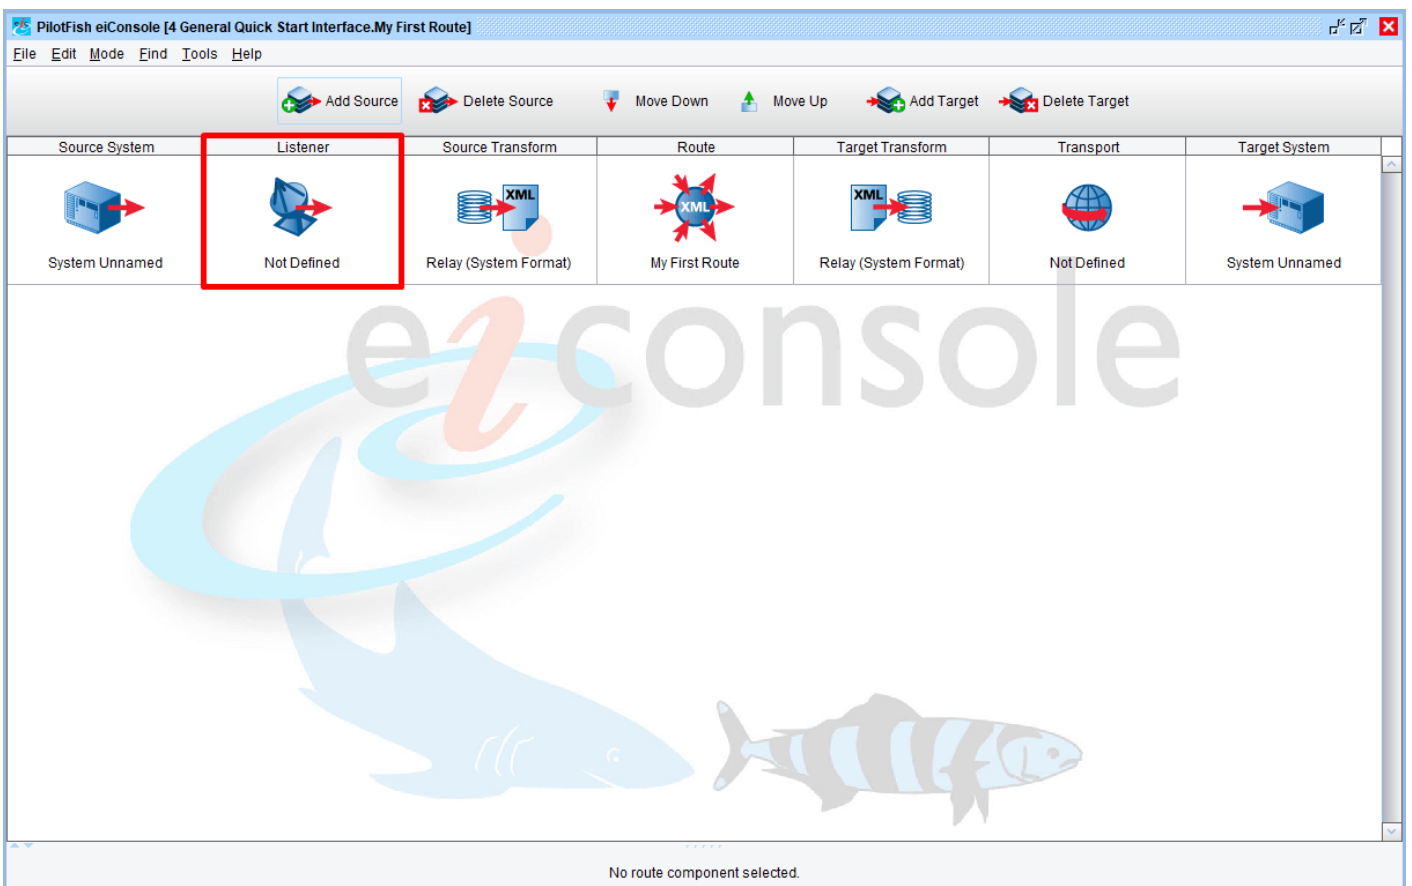 PilotFish eiConsole [4 General Quick Start Interface.My First Route]
File Edit Mode Find Tools Help
Add Source Delete Source Move Down Move Up Add Target Delete Target
Source System Listener Source Transform Route Target Transform Transport Target System
XML XML XML
System Unnamed Not Defined Relay (System Format) My First Route Relay (System Format) Not Defined System Unnamed
eiconsole
No route component selected.